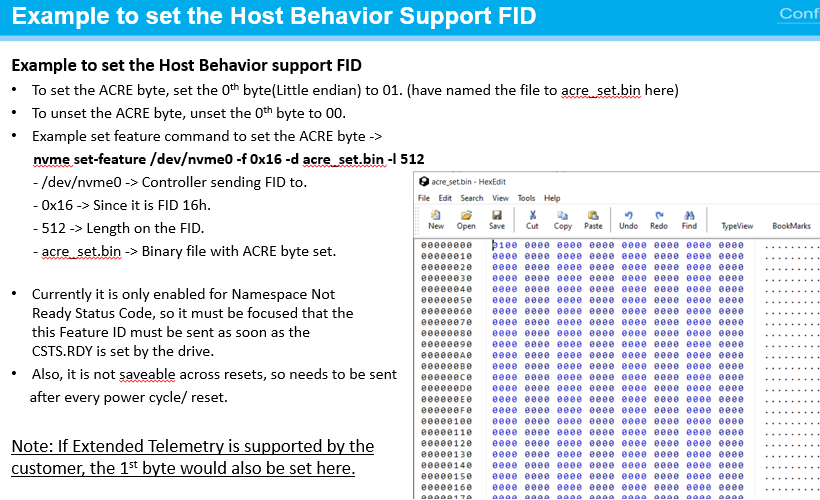 Example to set the Host Behavior Support FID
Conf
Example to set the Host Behavior support FID
• To set the ACRE byte, set the 0th byte(Little endian) to 01. (have named the file to acre_set.bin here)
• To unset the ACRE byte, unset the 0th byte to 00.
• Example set feature command to set the ACRE byte ->
nvme set-feature /dev/nvme0 -f 0x16 -d acre_set.bin -l 512
- /dev/nvme0 -> Controller sending FID to.
- 0x16 -> Since it is FID 16h.
- 512 -> Length on the FID.
- acre_set.bin -> Binary file with ACRE byte set.
• Currently it is only enabled for Namespace Not
Ready Status Code, so it must be focused that the
this Feature ID must be sent as soon as the
CSTS.RDY is set by the drive.
• Also, it is not saveable across resets, so needs to be sent
after every power cycle/ reset.
Note: If Extended Telemetry is supported by the
customer, the 1st byte would also be set here.
acre_set.bin - HexEdit
File Edit Search View Tools Help
New Open Save Cut Copy Paste Undo Redo Find TypeView BookMarks
00000000 0100 0000 0000 0000 0000 0000 0000 0000 ........
00000010 0000 0000 0000 0000 0000 0000 0000 0000 ........
00000020 0000 0000 0000 0000 0000 0000 0000 0000 ........
00000030 0000 0000 0000 0000 0000 0000 0000 0000 ........
00000040 0000 0000 0000 0000 0000 0000 0000 0000 ........
00000050 0000 0000 0000 0000 0000 0000 0000 0000 ........
00000060 0000 0000 0000 0000 0000 0000 0000 0000 ........
00000070 0000 0000 0000 0000 0000 0000 0000 0000 ........
00000080 0000 0000 0000 0000 0000 0000 0000 0000 ........
00000090 0000 0000 0000 0000 0000 0000 0000 0000 ........
000000A0 0000 0000 0000 0000 0000 0000 0000 0000 ........
000000B0 0000 0000 0000 0000 0000 0000 0000 0000 ........
000000C0 0000 0000 0000 0000 0000 0000 0000 0000 ........
000000D0 0000 0000 0000 0000 0000 0000 0000 0000 ........
000000E0 0000 0000 0000 0000 0000 0000 0000 0000 ........
000000F0 0000 0000 0000 0000 0000 0000 0000 0000 ........
00000100 0000 0000 0000 0000 0000 0000 0000 0000 ........
00000110 0000 0000 0000 0000 0000 0000 0000 0000 ........
00000120 0000 0000 0000 0000 0000 0000 0000 0000 ........
00000130 0000 0000 0000 0000 0000 0000 0000 0000 ........
00000140 0000 0000 0000 0000 0000 0000 0000 0000 ........
00000150 0000 0000 0000 0000 0000 0000 0000 0000 ........
00000160 0000 0000 0000 0000 0000 0000 0000 0000 ........
00000170 0000 0000 0000 0000 0000 0000 0000 0000